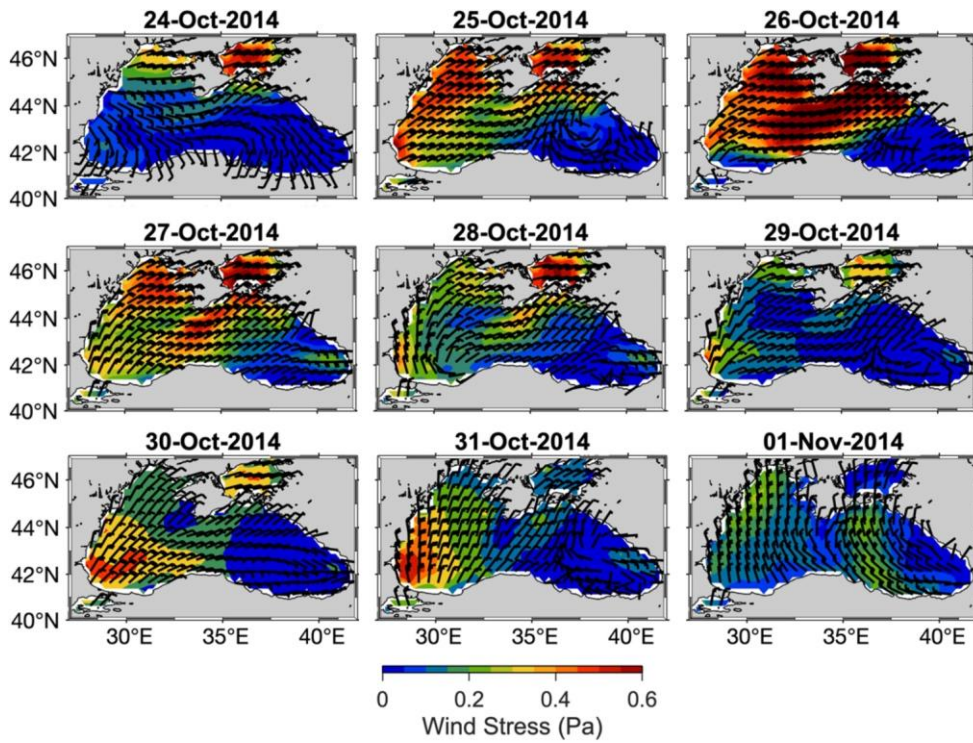 24-Oct-2014 25-Oct-2014 26-Oct-2014
46°N
44°N
42°N
40°N
27-Oct-2014 28-Oct-2014 29-Oct-2014
46°N
44°N
42°N
40°N
30-Oct-2014 31-Oct-2014 01-Nov-2014
46°N
44°N
42°N
40°N
30°E 35°E 40°E 30°E 35°E 40°E 30°E 35°E 40°E
0 0.2 0.4 0.6
Wind Stress (Pa)